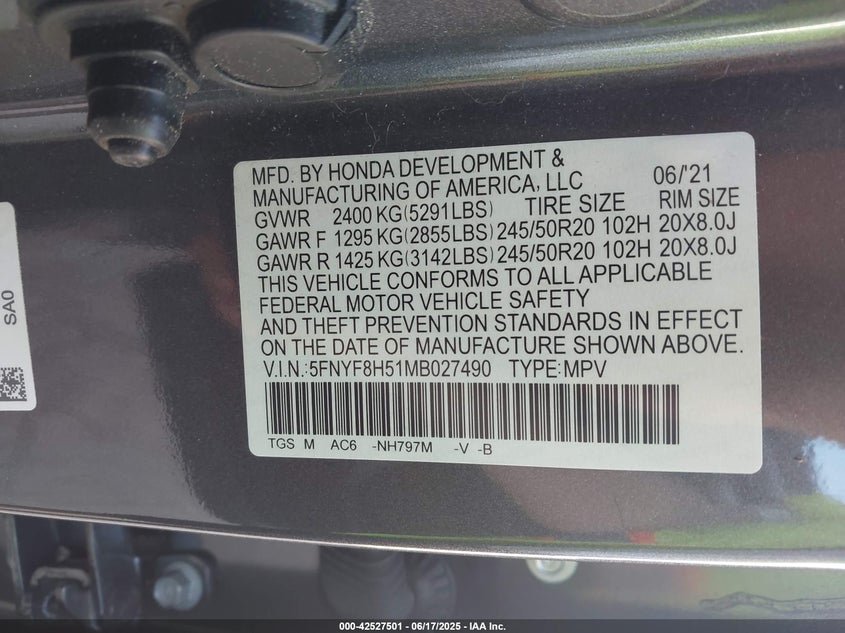 MFD. BY HONDA DEVELOPMENT & 
MANUFACTURING OF AMERICA, LLC 06/'21
GVWR 2400 KG(5291LBS) TIRE SIZE RIM SIZE
GAWR F 1295 KG(2855LBS) 245/50R20 102H 20X8.0J
GAWR R 1425 KG(3142LBS) 245/50R20 102H 20X8.0J
THIS VEHICLE CONFORMS TO ALL APPLICABLE
FEDERAL MOTOR VEHICLE SAFETY
AND THEFT PREVENTION STANDARDS IN EFFECT
ON THE DATE OF MANUFACTURE SHOWN ABOVE.
V.I.N.:5FNYF8H51MB027490 TYPE:MPV
TGS M AC6 -NH797M -V -B
SA0
000-42527501 - 06/17/2025 - IAA Inc.